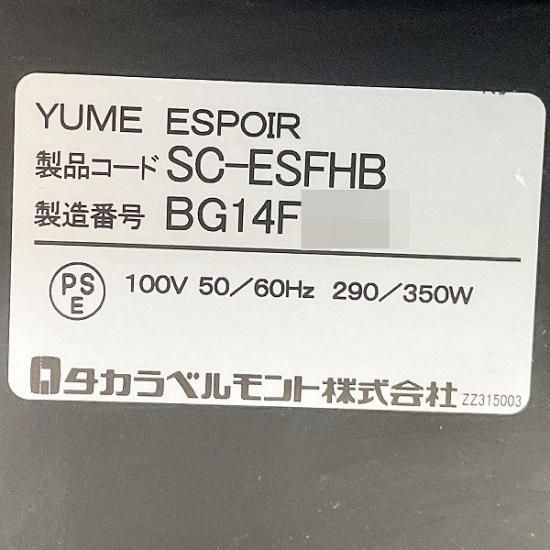 YUME ESPOIR
製品コード SC-ESFHB
製造番号 BG14F
PS
E
100V 50/60Hz 290/350W
タカラベルモント株式会社 ZZ315003